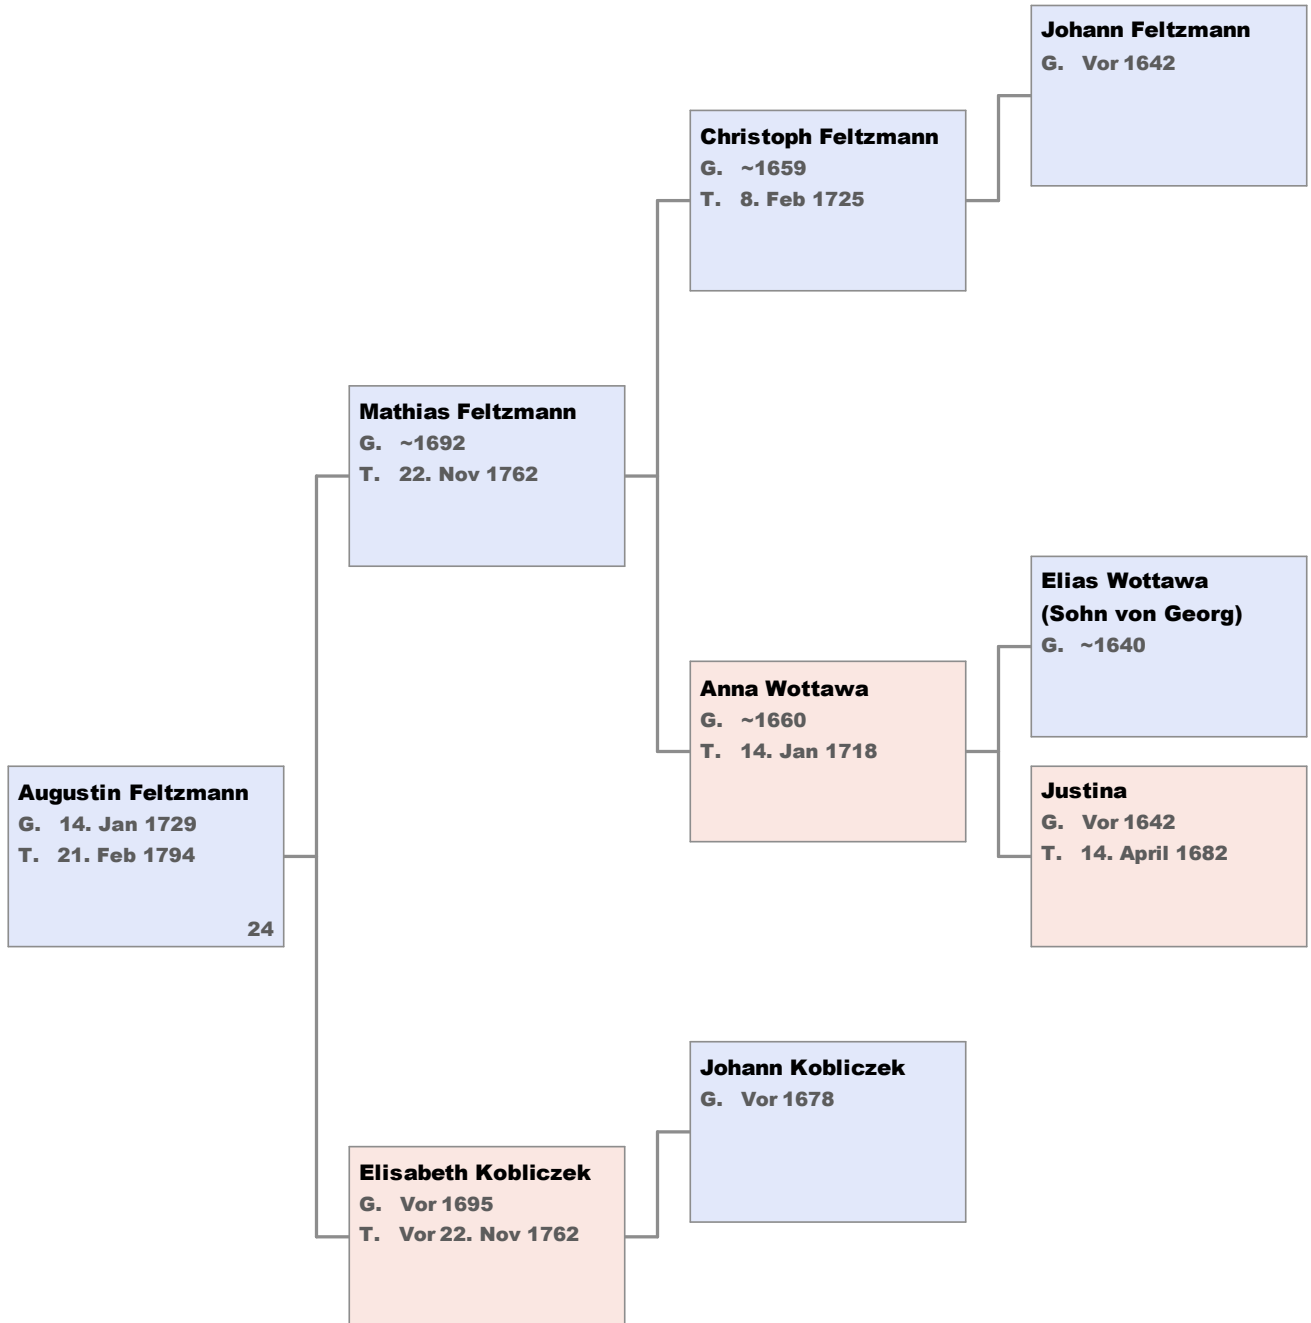 Johann Feltzmann
G. Vor 1642
Christoph Feltzmann
G. ~1659
T. 8. Feb 1725
Mathias Feltzmann
G. ~1692
T. 22. Nov 1762
Elias Wottawa
(Sohn von Georg)
G. ~1640
Anna Wottawa
G. ~1660
T. 14. Jan 1718
Augustin Feltzmann
G. 14. Jan 1729
T. 21. Feb 1794
24
Justina
G. Vor 1642
T. 14. April 1682
Johann Kobliczek
G. Vor 1678
Elisabeth Kobliczek
G. Vor 1695
T. Vor 22. Nov 1762